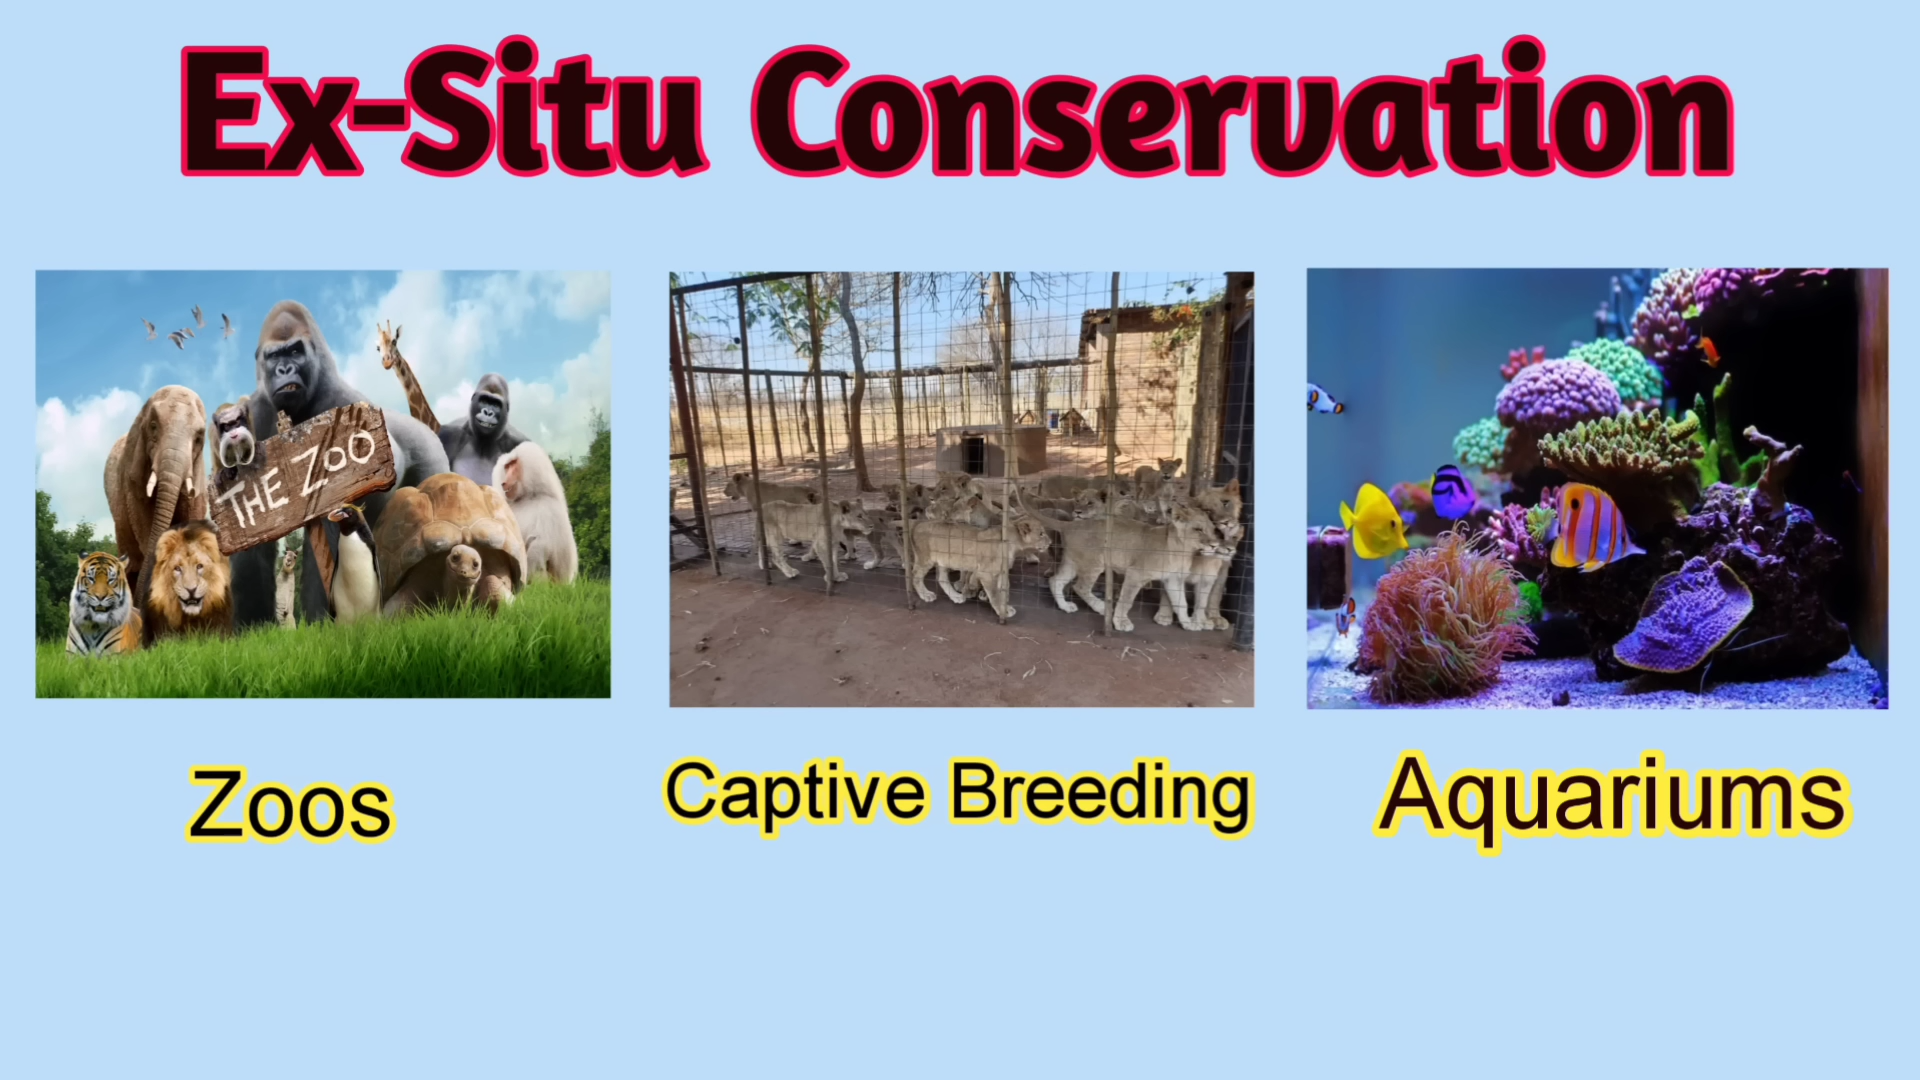 Ex-Situ Conservation
THE ZOO
Zoos
Captive Breeding
Aquariums